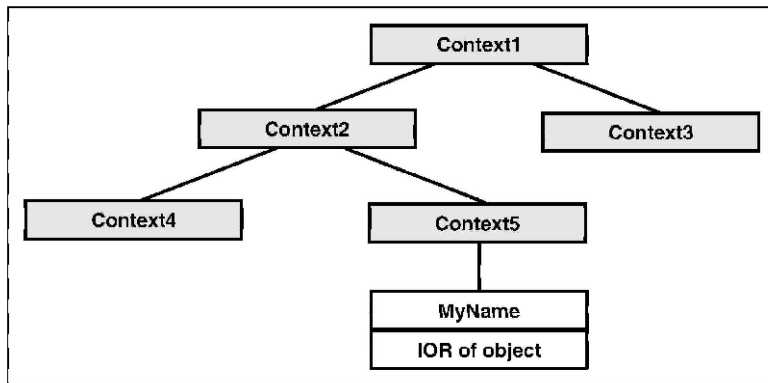 Context1
Context2
Context3
Context4
Context5
MyName
IOR of object